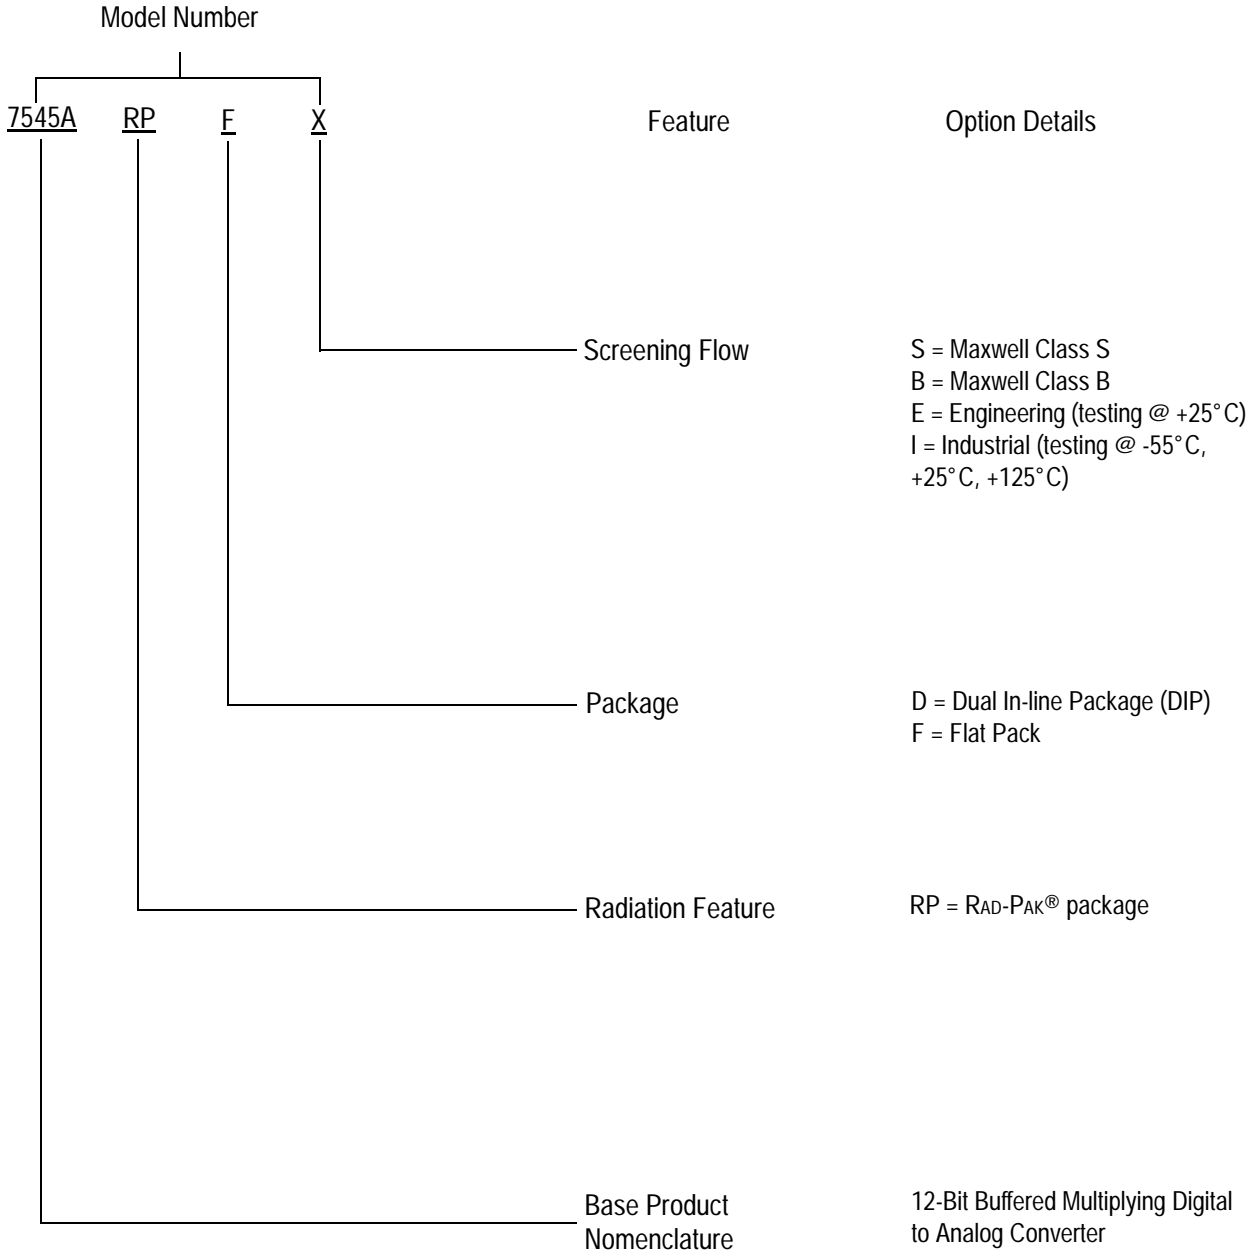 Model Number
7545A RP F X
Feature Option Details
Screening Flow
S = Maxwell Class S
B = Maxwell Class B
E = Engineering (testing @ +25°C)
I = Industrial (testing @ -55°C,
+25°C, +125°C)
Package
D = Dual In-line Package (DIP)
F = Flat Pack
Radiation Feature
RP = RAD-PAK® package
Base Product
Nomenclature
12-Bit Buffered Multiplying Digital
to Analog Converter